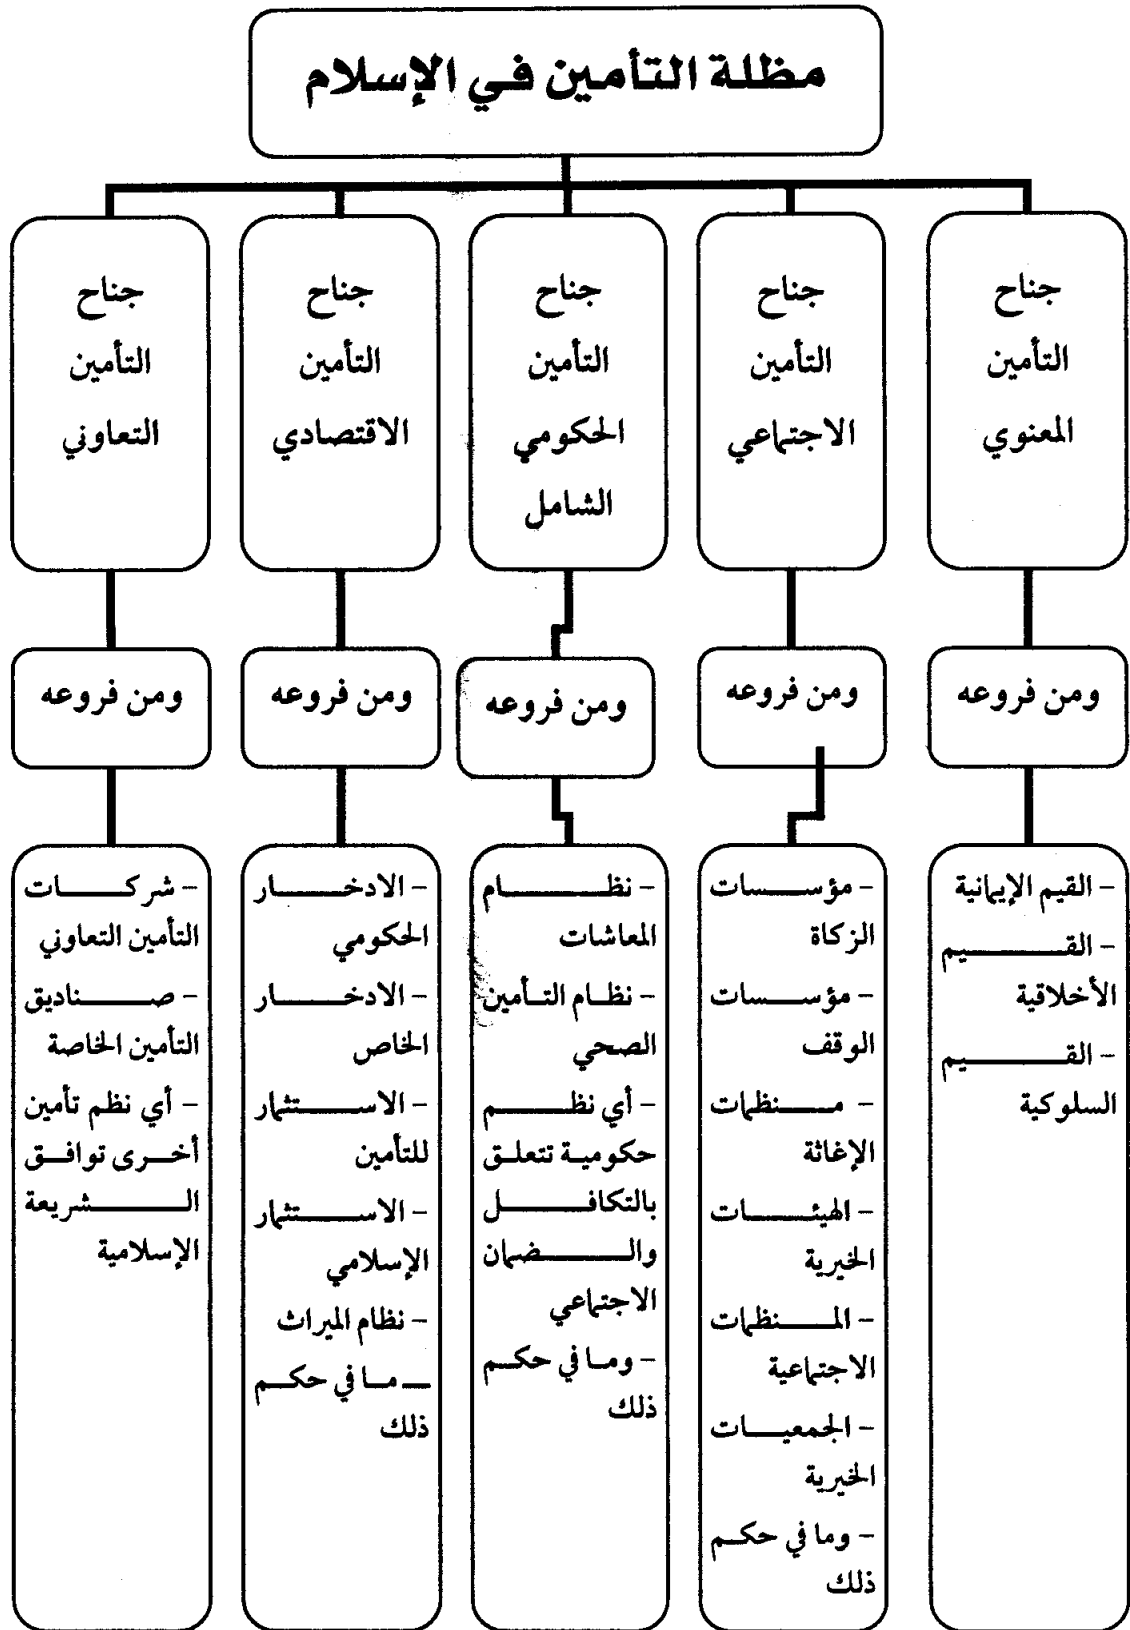 مظلة التأمين في الإسلام
جناح
التأمين
المعنوي
جناح
التأمين
الاجتماعي
جناح
التأمين
الحكومي
الشامل
جناح
التأمين
الاقتصادي
جناح
التأمين
التعاوني
ومن فروعه
ومن فروعه
ومن فروعه
ومن فروعه
ومن فروعه
- القيم الإيمانية
- القيم
الأخلاقية
- القيم
السلوكية
- مؤسسات
الزكاة
- مؤسسات
الوقف
- منظمات
الإغاثة
- الهيئات
الخيرية
- المنظمات
الاجتماعية
- الجمعيات
الخيرية
- وما في حكم
ذلك
- نظام
المعاشات
- نظام التأمين
الصحي
- أي نظم
حكومية تتعلق
بالتكافل
والضمان
الاجتماعي
- وما في حكم
ذلك
- الادخار
الحكومي
- الادخار
الخاص
- الاستثمار
للتأمين
- الاستثمار
الإسلامي
- نظام الميراث
- ما في حكم
ذلك
- شركات
التأمين التعاوني
- صناديق
التأمين الخاصة
- أي نظم تأمين
أخرى توافق
الشريعة
الإسلامية